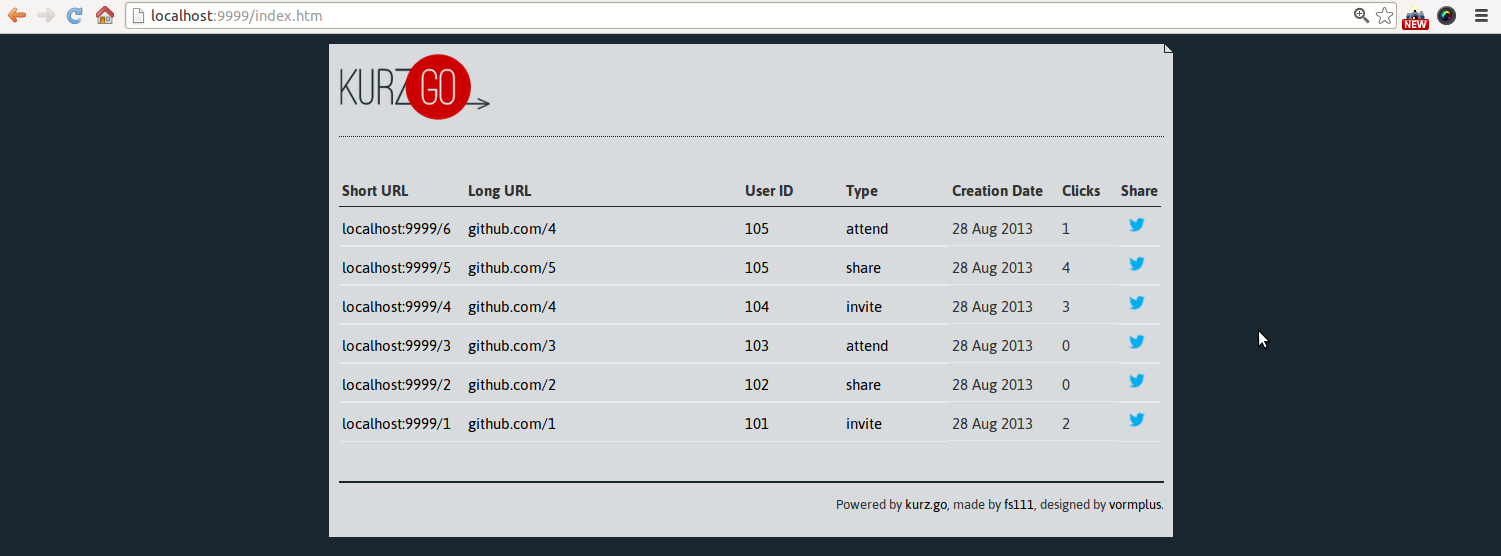 localhost:9999/index.htm
NEW
KURZ GO
Short URL Long URL User ID Type Creation Date Clicks Share
localhost:9999/6 github.com/4 105 attend 28 Aug 2013 1
localhost:9999/5 github.com/5 105 share 28 Aug 2013 4
localhost:9999/4 github.com/4 104 invite 28 Aug 2013 3
localhost:9999/3 github.com/3 103 attend 28 Aug 2013 0
localhost:9999/2 github.com/2 102 share 28 Aug 2013 0
localhost:9999/1 github.com/1 101 invite 28 Aug 2013 2
Powered by kurz.go, made by fs111, designed by vormplus.